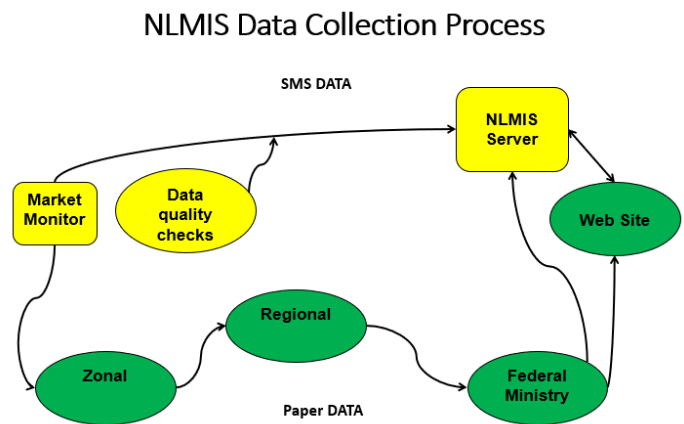 NLMIS Data Collection Process
SMS DATA
NLMIS
Server
Market
Monitor
Data
quality
checks
Web Site
Regional
Zonal
Federal
Ministry
Paper DATA